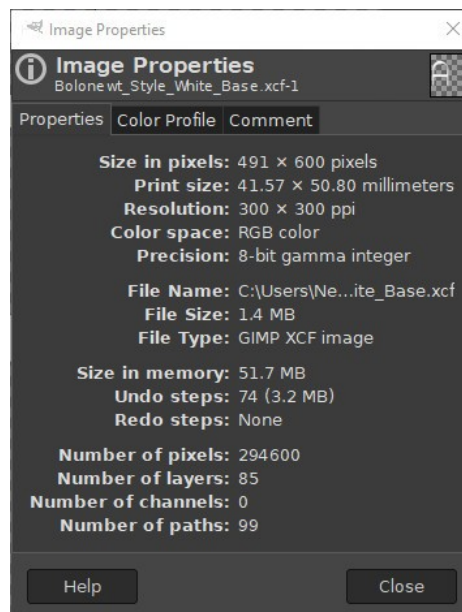 Image Properties
Image Properties
Bolonewt_Style_White_Base.xcf-1
Properties Color Profile Comment
Size in pixels: 491 × 600 pixels
Print size: 41.57 × 50.80 millimeters
Resolution: 300 × 300 ppi
Color space: RGB color
Precision: 8-bit gamma integer
File Name: C:\Users\Ne...ite_Base.xcf
File Size: 1.4 MB
File Type: GIMP XCF image
Size in memory: 51.7 MB
Undo steps: 74 (3.2 MB)
Redo steps: None
Number of pixels: 294600
Number of layers: 85
Number of channels: 0
Number of paths: 99
Help Close